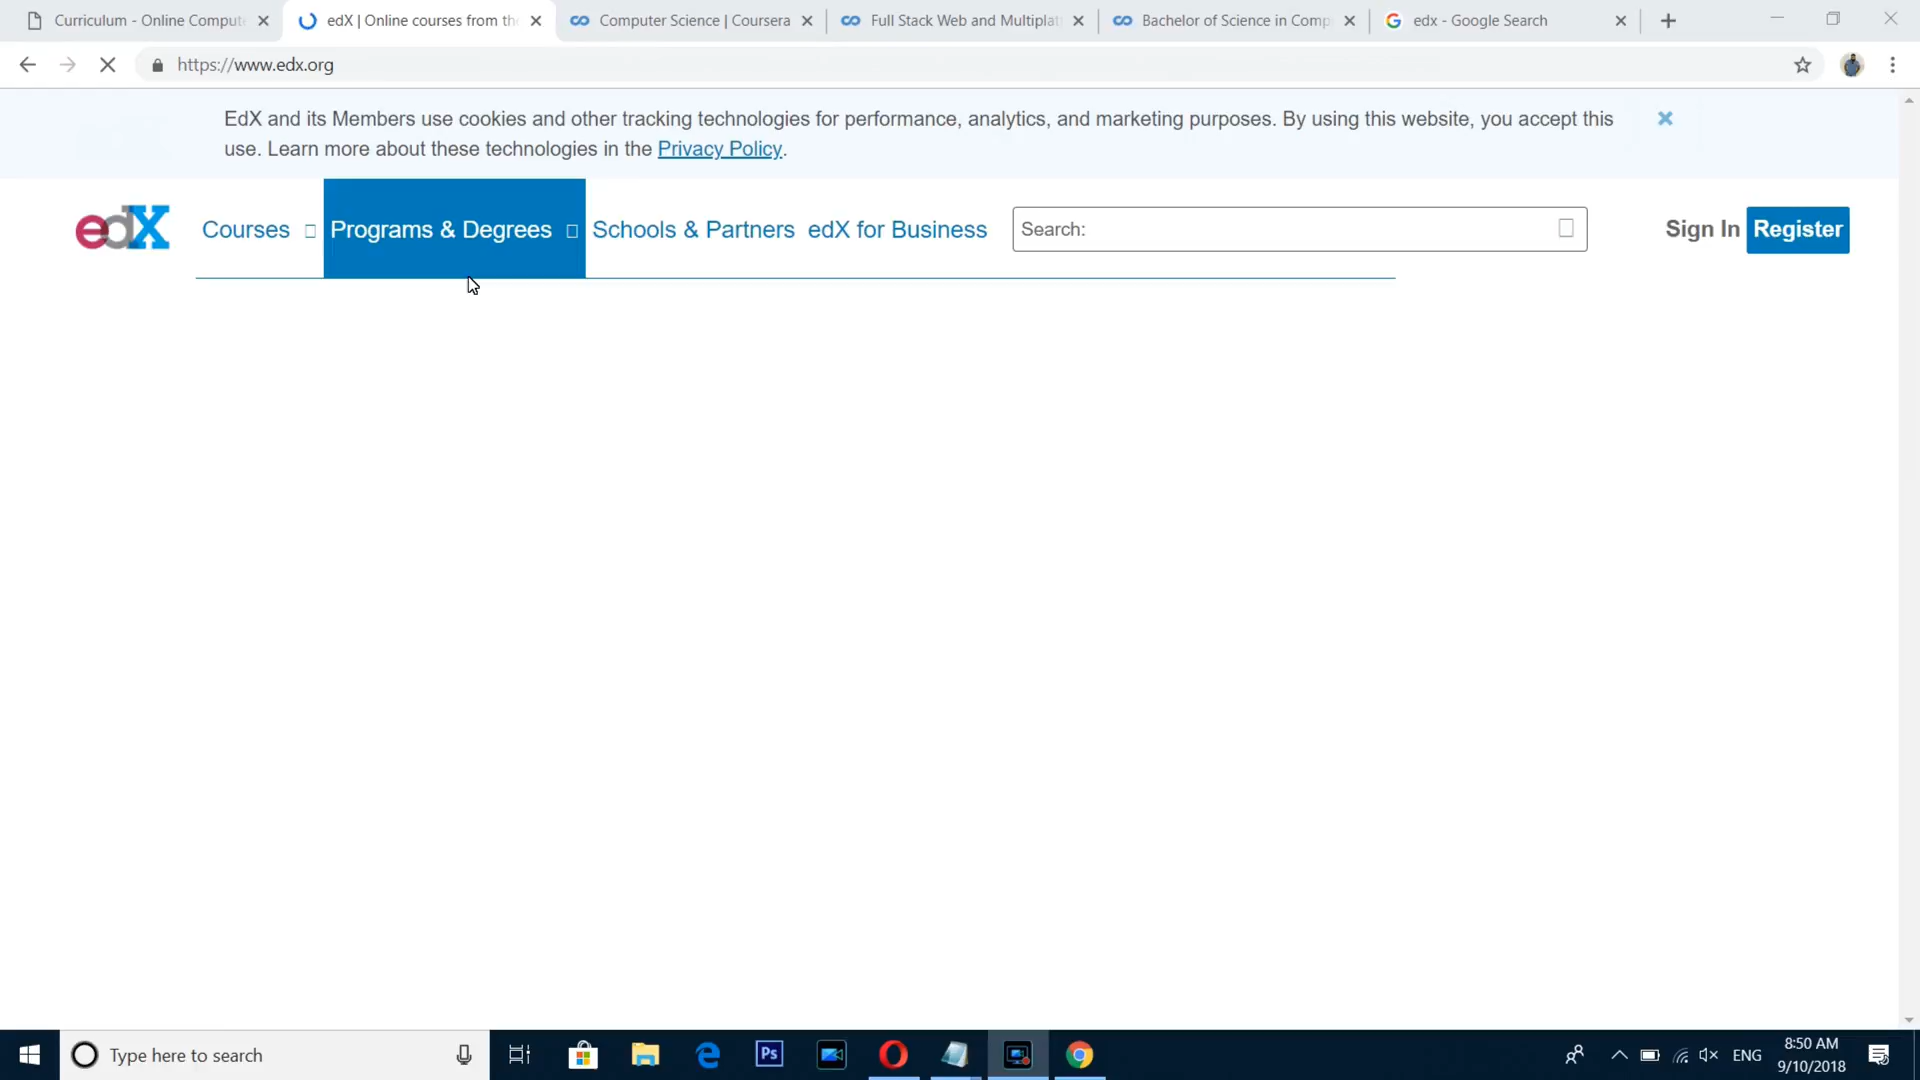 Curriculum - Online Compute
edX | Online courses from the
Computer Science | Coursera
Full Stack Web and Multiplat
Bachelor of Science in Comp
edx - Google Search
https://www.edx.org
EdX and its Members use cookies and other tracking technologies for performance, analytics, and marketing purposes. By using this website, you accept this
use. Learn more about these technologies in the Privacy Policy.
edX
Courses
Programs & Degrees
Schools & Partners
edX for Business
Search:
Sign In
Register
Type here to search
Ps
ENG
8:50 AM
9/10/2018